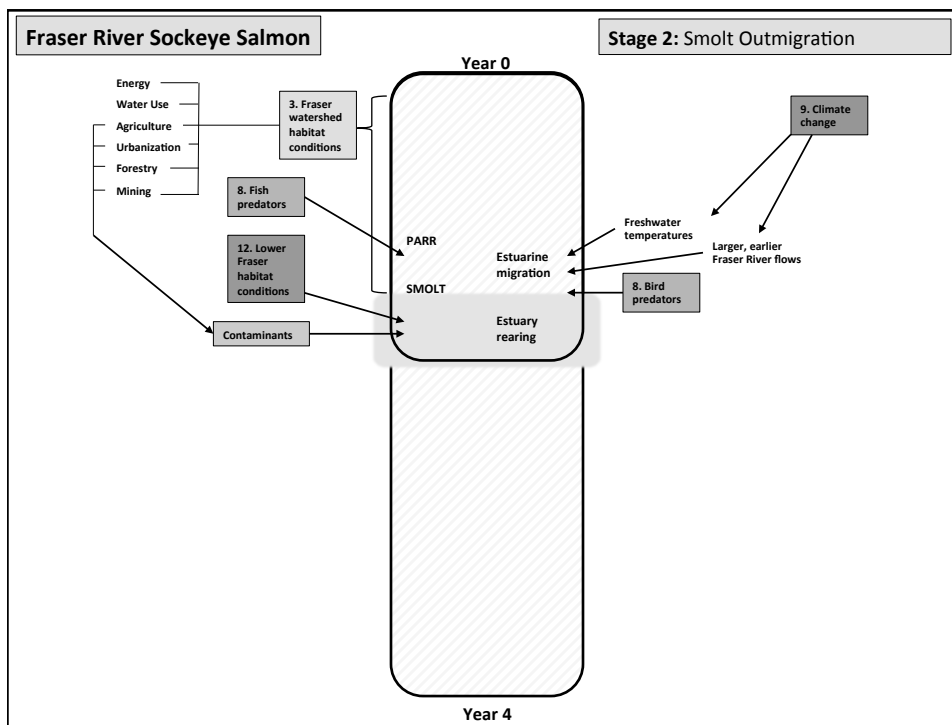 Fraser River Sockeye Salmon
Stage 2: Smolt Outmigration
Year 0
Energy
Water Use
Agriculture
Urbanization
Forestry
Mining
3. Fraser
watershed
habitat
conditions
8. Fish
predators
12. Lower
Fraser
habitat
conditions
Contaminants
PARR
SMOLT
Estuarine
migration
Estuary
rearing
9. Climate
change
Freshwater
temperatures
Larger, earlier
Fraser River flows
8. Bird
predators
Year 4